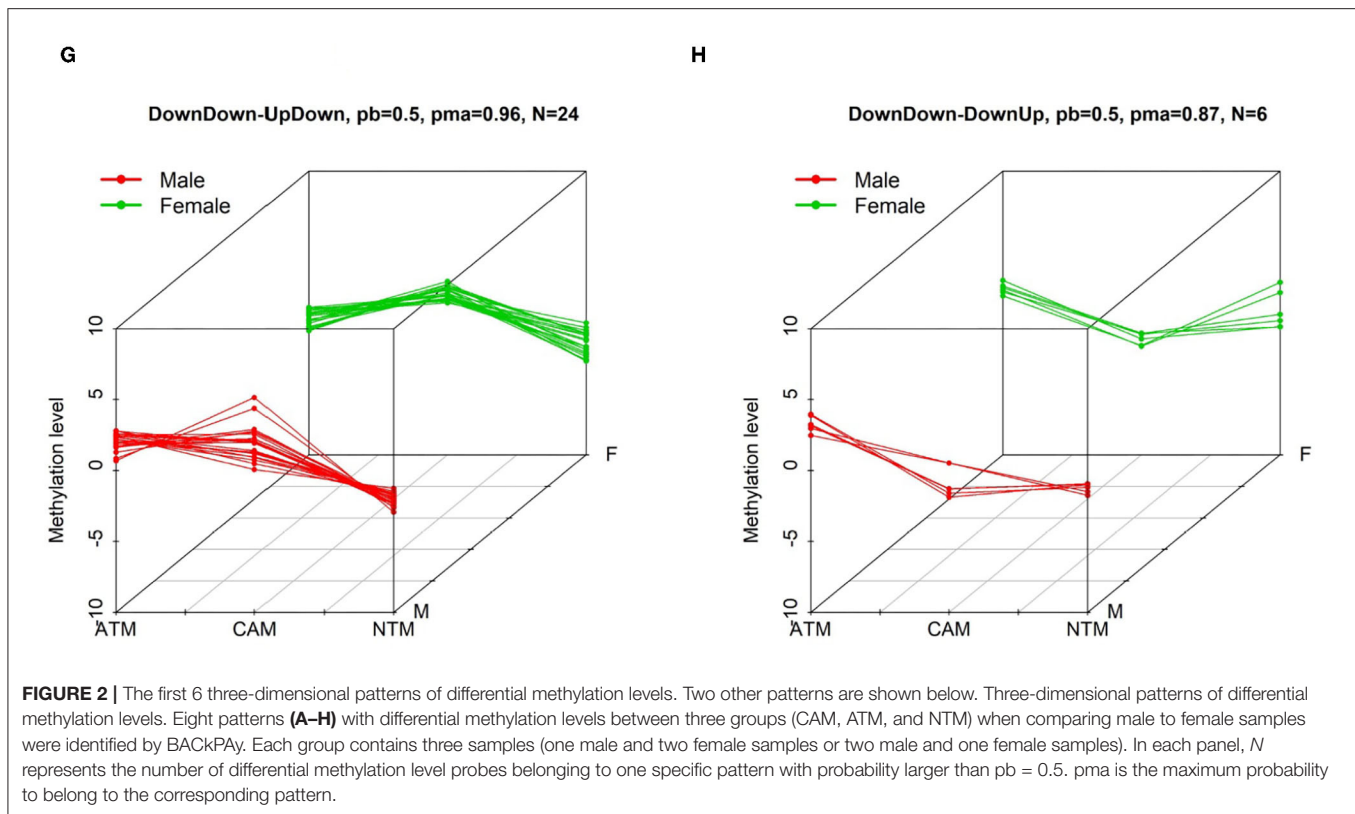 G
H
DownDown-UpDown, pb=0.5, pma=0.96, N=24
DownDown-DownUp, pb=0.5, pma=0.87, N=6
Male
Female
Male
Female
10
5
0
-5
-10
Methylation level
ATM
CAM
NTM
M
F
10
5
0
-5
-10
Methylation level
ATM
CAM
NTM
M
F
FIGURE 2 | The first 6 three-dimensional patterns of differential methylation levels. Two other patterns are shown below. Three-dimensional patterns of differential
methylation levels. Eight patterns (A–H) with differential methylation levels between three groups (CAM, ATM, and NTM) when comparing male to female samples
were identified by BACkPAy. Each group contains three samples (one male and two female samples or two male and one female samples). In each panel, N
represents the number of differential methylation level probes belonging to one specific pattern with probability larger than pb = 0.5. pma is the maximum probability
to belong to the corresponding pattern.